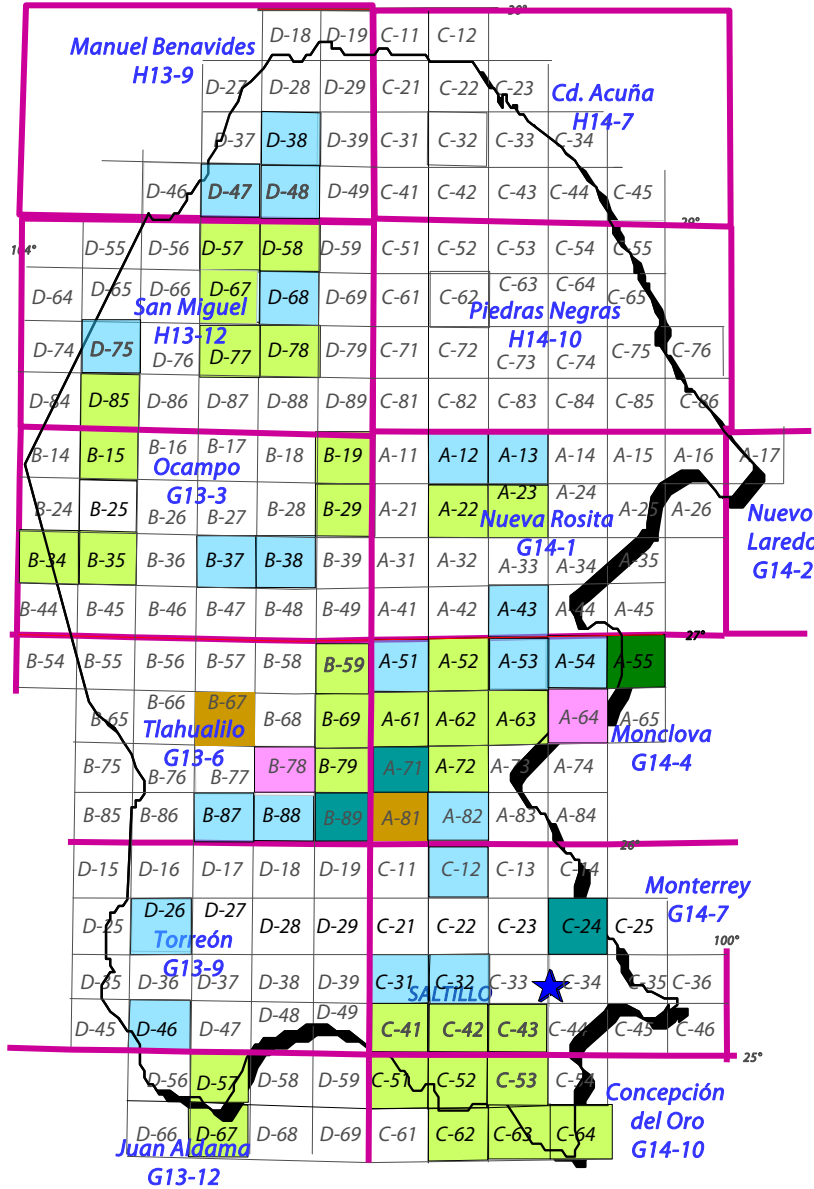 30°
D-18 D-19 C-11 C-12
Manuel Benavides
H13-9
D-27 D-28 D-29 C-21 C-22 C-23
Cd. Acuña
H14-7
D-37 D-38 D-39 C-31 C-32 C-33 C-34
D-46 D-47 D-48 D-49 C-41 C-42 C-43 C-44 C-45
29°
104°
D-55 D-56 D-57 D-58 D-59 C-51 C-52 C-53 C-54 C-55
D-64 D-65 D-66 D-67 D-68 D-69 C-61 C-62 C-63 C-64 C-65
San Miguel
H13-12
Piedras Negras
H14-10
D-74 D-75 D-76 D-77 D-78 D-79 C-71 C-72 C-73 C-74 C-75 C-76
D-84 D-85 D-86 D-87 D-88 D-89 C-81 C-82 C-83 C-84 C-85 C-86
B-14 B-15 B-16 B-17 B-18 B-19 A-11 A-12 A-13 A-14 A-15 A-16 A-17
Ocampo
G13-3
B-24 B-25 B-26 B-27 B-28 B-29 A-21 A-22 A-23 A-24 A-25 A-26
Nueva Rosita
G14-1
Nuevo
Laredo
G14-2
B-34 B-35 B-36 B-37 B-38 B-39 A-31 A-32 A-33 A-34 A-35
B-44 B-45 B-46 B-47 B-48 B-49 A-41 A-42 A-43 A-44 A-45
27°
B-54 B-55 B-56 B-57 B-58 B-59 A-51 A-52 A-53 A-54 A-55
B-65 B-66 B-67 B-68 B-69 A-61 A-62 A-63 A-64 A-65
Tlahualilo
G13-6
Monclova
G14-4
B-75 B-76 B-77 B-78 B-79 A-71 A-72 A-73 A-74
B-85 B-86 B-87 B-88 B-89 A-81 A-82 A-83 A-84
26°
D-15 D-16 D-17 D-18 D-19 C-11 C-12 C-13 C-14
Monterrey
G14-7
D-25 D-26 D-27 D-28 D-29 C-21 C-22 C-23 C-24 C-25
Torreón
G13-9
100°
D-35 D-36 D-37 D-38 D-39 C-31 C-32 C-33 C-34 C-35 C-36
SALTILLO
D-45 D-46 D-47 D-48 D-49 C-41 C-42 C-43 C-44 C-45 C-46
25°
D-56 D-57 D-58 D-59 C-51 C-52 C-53 C-54
Concepción
del Oro
G14-10
D-66 D-67 D-68 D-69 C-61 C-62 C-63 C-64
Juan Aldama
G13-12